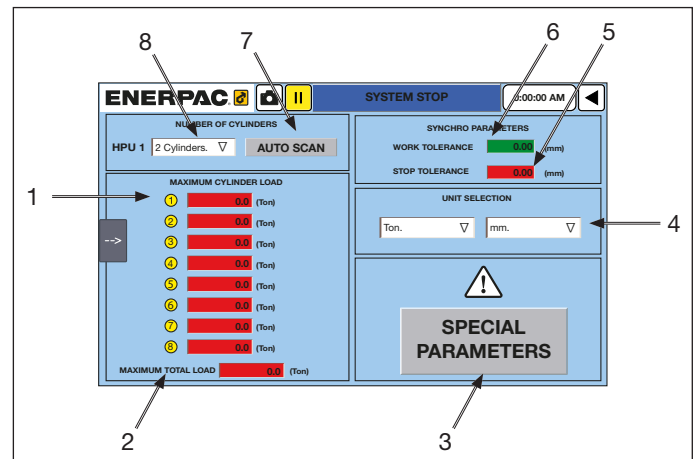 8 7 6 5
ENERPAC. II SYSTEM STOP 0:00:00 AM
NUMBER OF CYLINDERS
HPU 1 2 Cylinders. AUTO SCAN
SYNCHRO PARAMETERS
WORK TOLERANCE 0.00 (mm)
STOP TOLERANCE 0.00 (mm)
1
MAXIMUM CYLINDER LOAD
1 0.0 (Ton)
2 0.0 (Ton)
3 0.0 (Ton)
4 0.0 (Ton)
5 0.0 (Ton)
6 0.0 (Ton)
7 0.0 (Ton)
8 0.0 (Ton)
MAXIMUM TOTAL LOAD 0.0 (Ton)
-->
UNIT SELECTION
Ton. mm.
4
!
SPECIAL
PARAMETERS
2 3